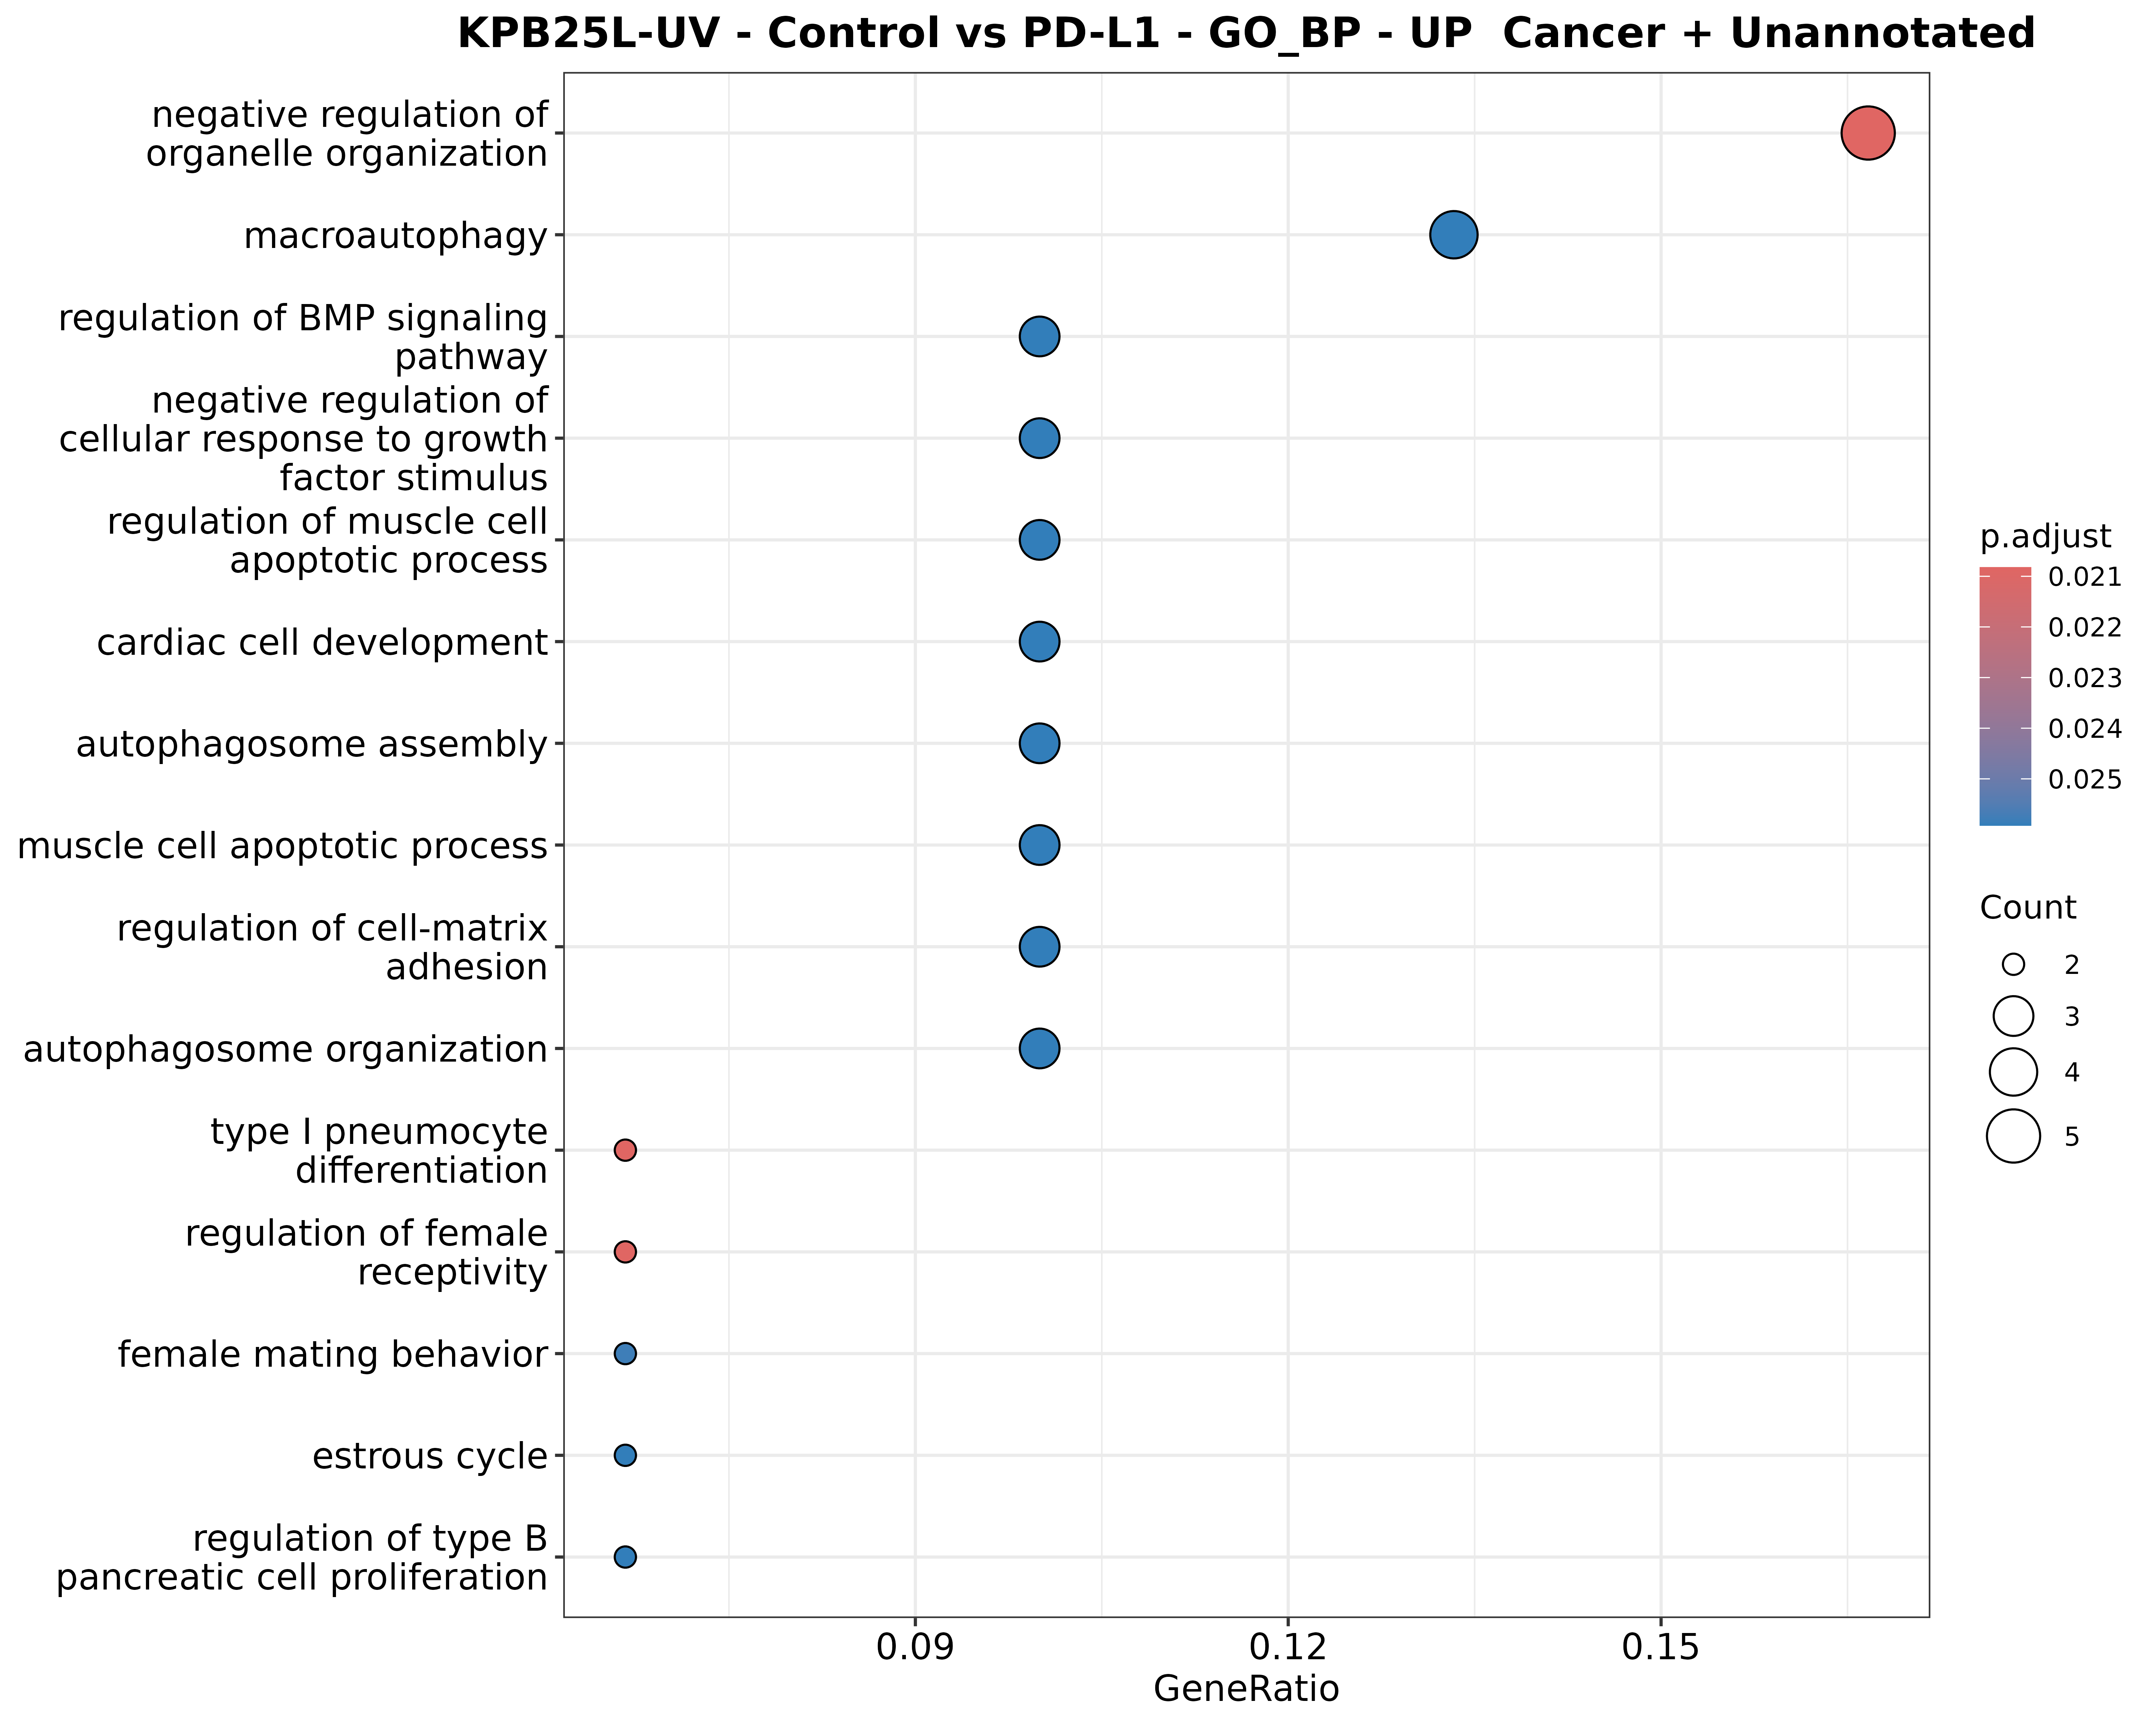 KPB25L-UV - Control vs PD-L1 - GO_BP - UP  Cancer + Unannotated
negative regulation of
organelle organization
macroautophagy
regulation of BMP signaling
pathway
negative regulation of
cellular response to growth
factor stimulus
regulation of muscle cell
apoptotic process
cardiac cell development
autophagosome assembly
muscle cell apoptotic process
regulation of cell-matrix
adhesion
autophagosome organization
type I pneumocyte
differentiation
regulation of female
receptivity
female mating behavior
estrous cycle
regulation of type B
pancreatic cell proliferation
0.09
0.12
0.15
GeneRatio
p.adjust
0.021
0.022
0.023
0.024
0.025
Count
2
3
4
5